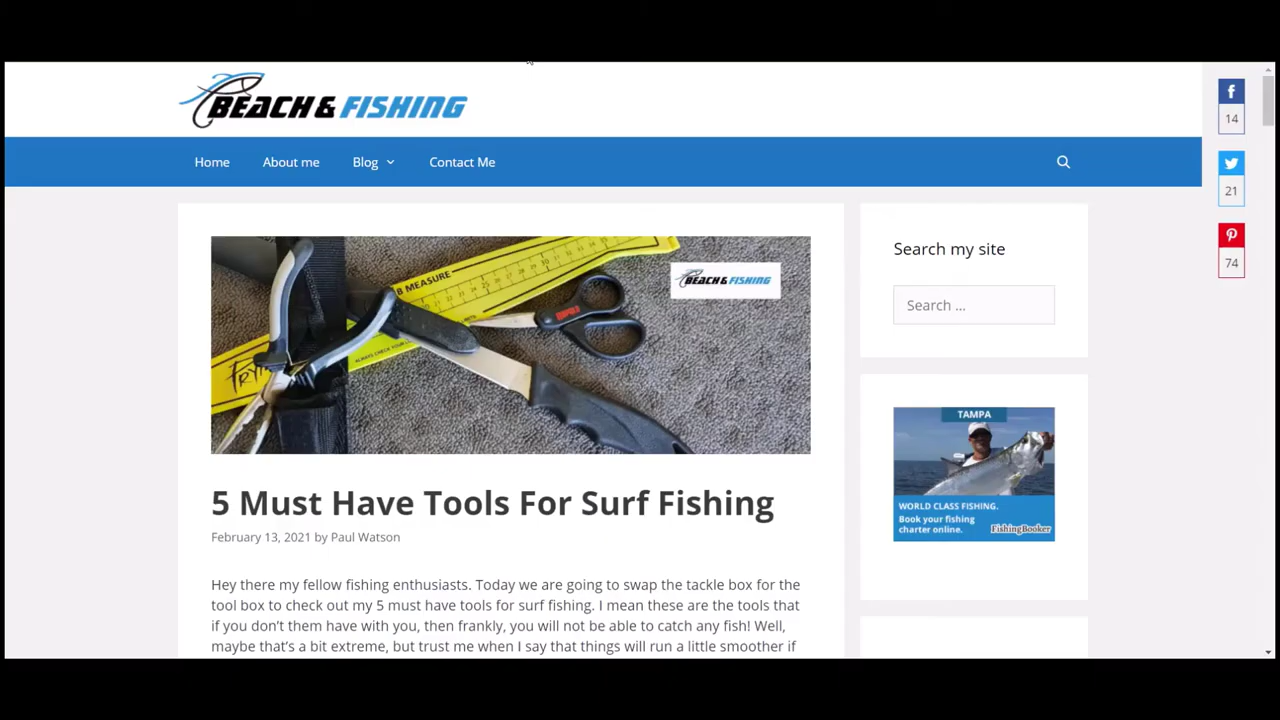 BEACH & FISHING
Home
About me
Blog
Contact Me
14
21
74
B MEASURE
BEACH & FISHING
5 Must Have Tools For Surf Fishing
February 13, 2021 by Paul Watson
Hey there my fellow fishing enthusiasts. Today we are going to swap the tackle box for the
tool box to check out my 5 must have tools for surf fishing. I mean these are the tools that
if you don't them have with you, then frankly, you will not be able to catch any fish! Well,
maybe that's a bit extreme, but trust me when I say that things will run a little smoother if
Search my site
Search ...
TAMPA
WORLD CLASS FISHING.
Book your fishing
charter online.
FishingBooker